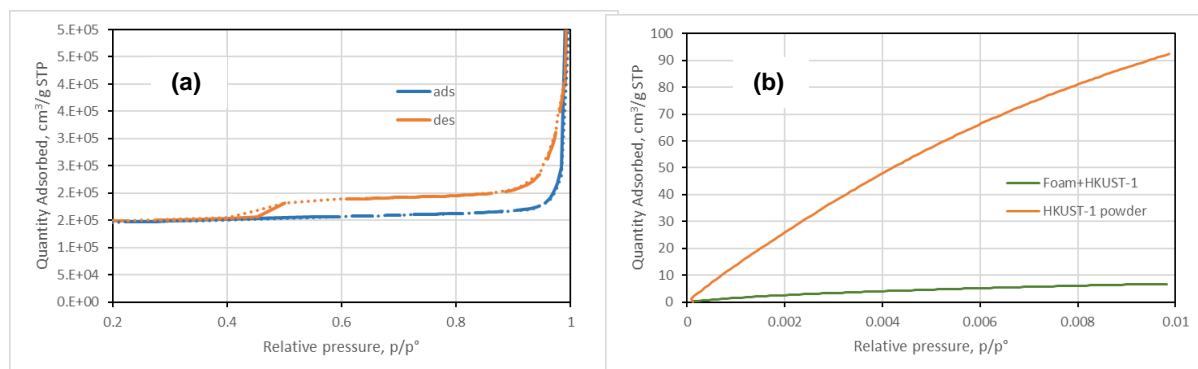 (a)
Quantity Adsorbed, cm³/g STP
5.E+05
5.E+05
4.E+05
4.E+05
3.E+05
3.E+05
2.E+05
2.E+05
1.E+05
5.E+04
0.E+00
ads
des
0.2
0.4
0.6
0.8
1
Relative pressure, p/p°
(b)
Quantity Adsorbed, cm³/g STP
100
90
80
70
60
50
40
30
20
10
0
Foam+HKUST-1
HKUST-1 powder
0
0.002
0.004
0.006
0.008
0.01
Relative pressure, p/p°